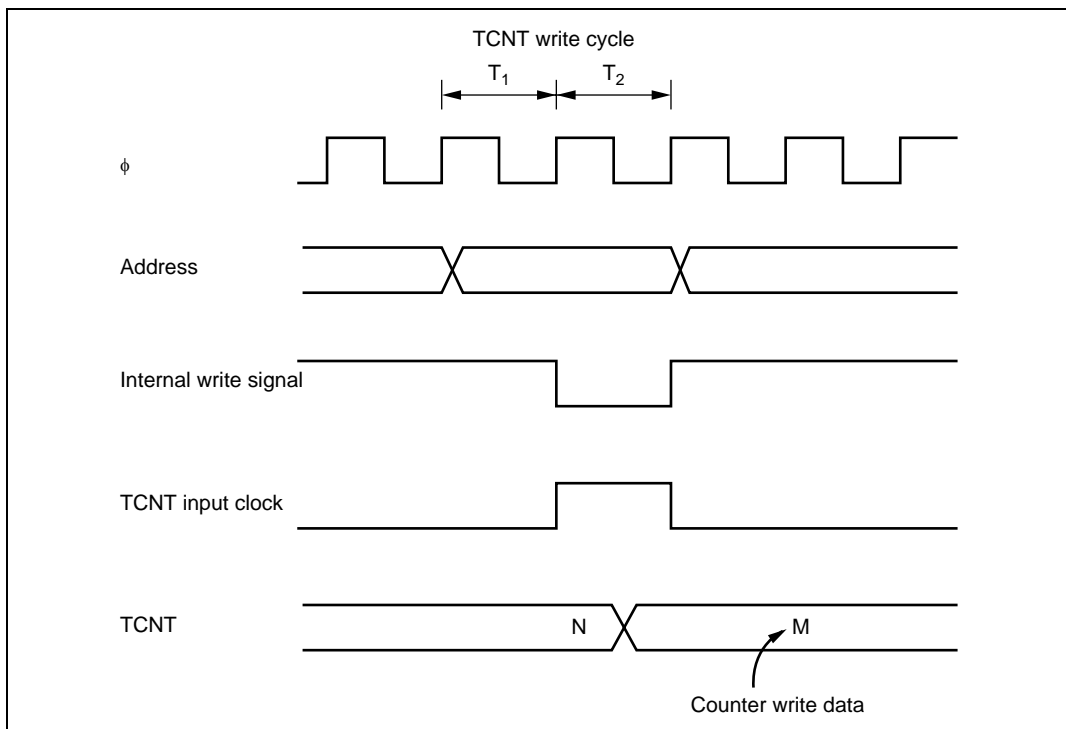 TCNT write cycle
T1 T2
ϕ
Address
Internal write signal
TCNT input clock
TCNT N M
Counter write data